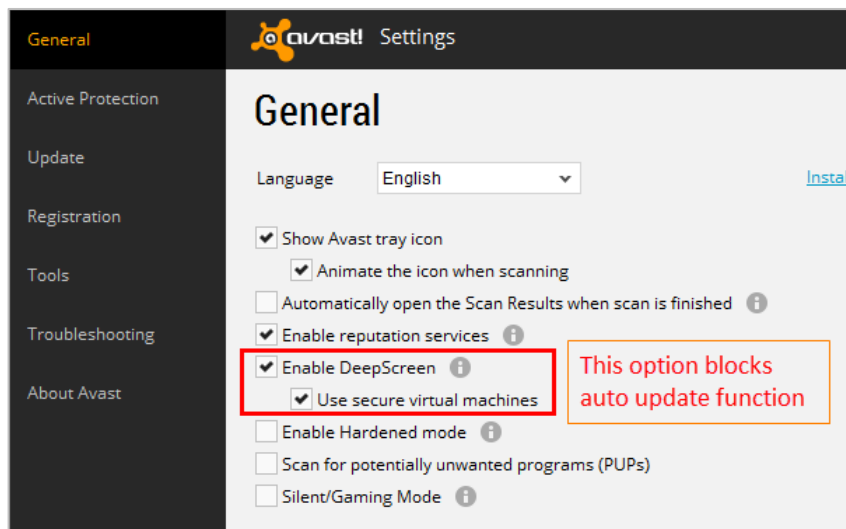 General
avast! Settings
Active Protection
Update
Registration
Tools
Troubleshooting
About Avast
General
Language English
Instal
Show Avast tray icon
Animate the icon when scanning
Automatically open the Scan Results when scan is finished
Enable reputation services
Enable DeepScreen
Use secure virtual machines
Enable Hardened mode
Scan for potentially unwanted programs (PUPs)
Silent/Gaming Mode
This option blocks
auto update function